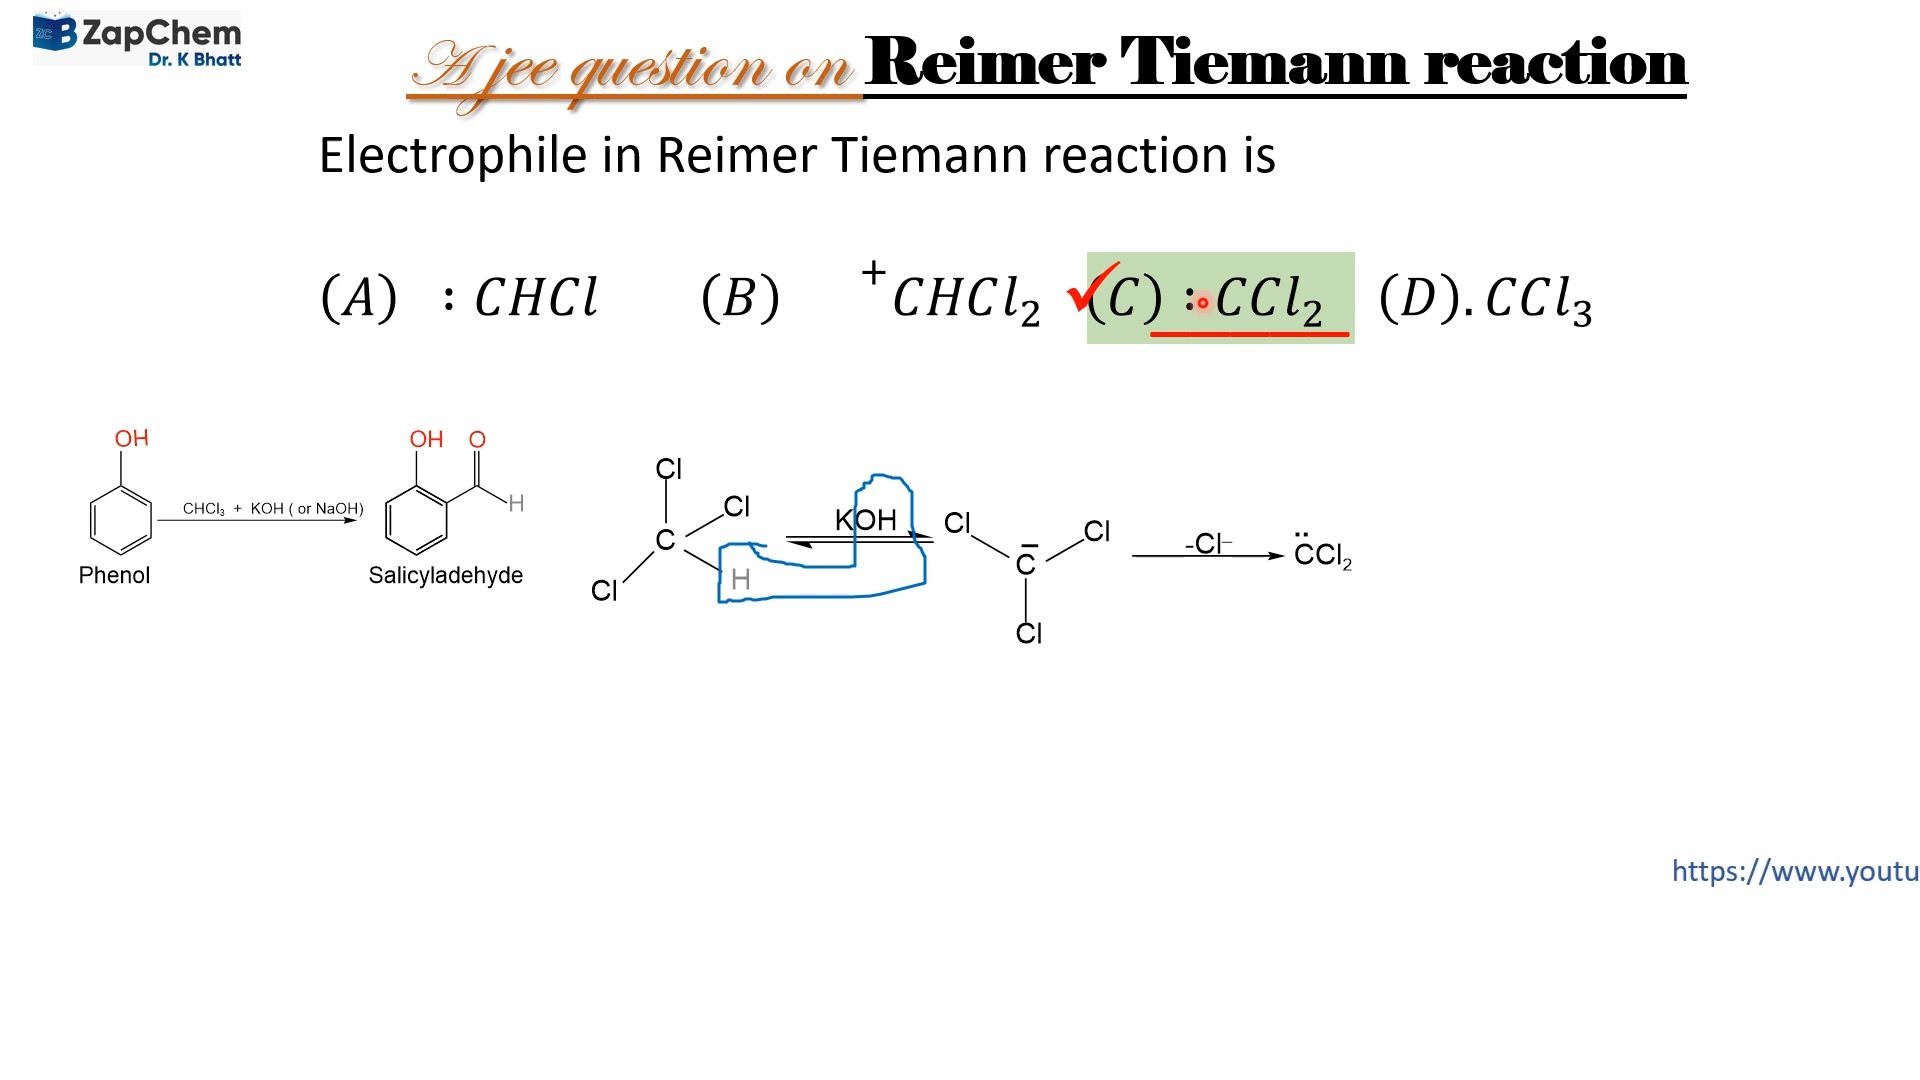 ZC B ZapChem
Dr. K Bhatt
A jee question on Reimer Tiemann reaction
Electrophile in Reimer Tiemann reaction is
(A) : CHCl (B) ⁺CHCl₂ (C) : CCl₂ (D). CCl₃
OH
CHCl₃ + KOH ( or NaOH)
Phenol
OH O
H
Salicyladehyde
Cl
Cl
C
H
Cl
KOH
Cl
Cl
C̅
Cl
-Cl⁻
C̈Cl₂
https://www.youtu